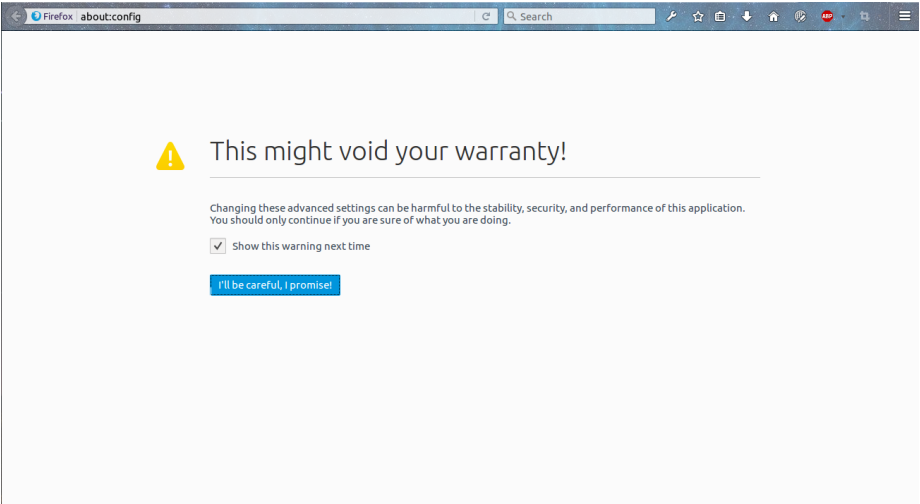 Firefox about:config Search ABP
This might void your warranty!
Changing these advanced settings can be harmful to the stability, security, and performance of this application.
You should only continue if you are sure of what you are doing.
Show this warning next time
I'll be careful, I promise!